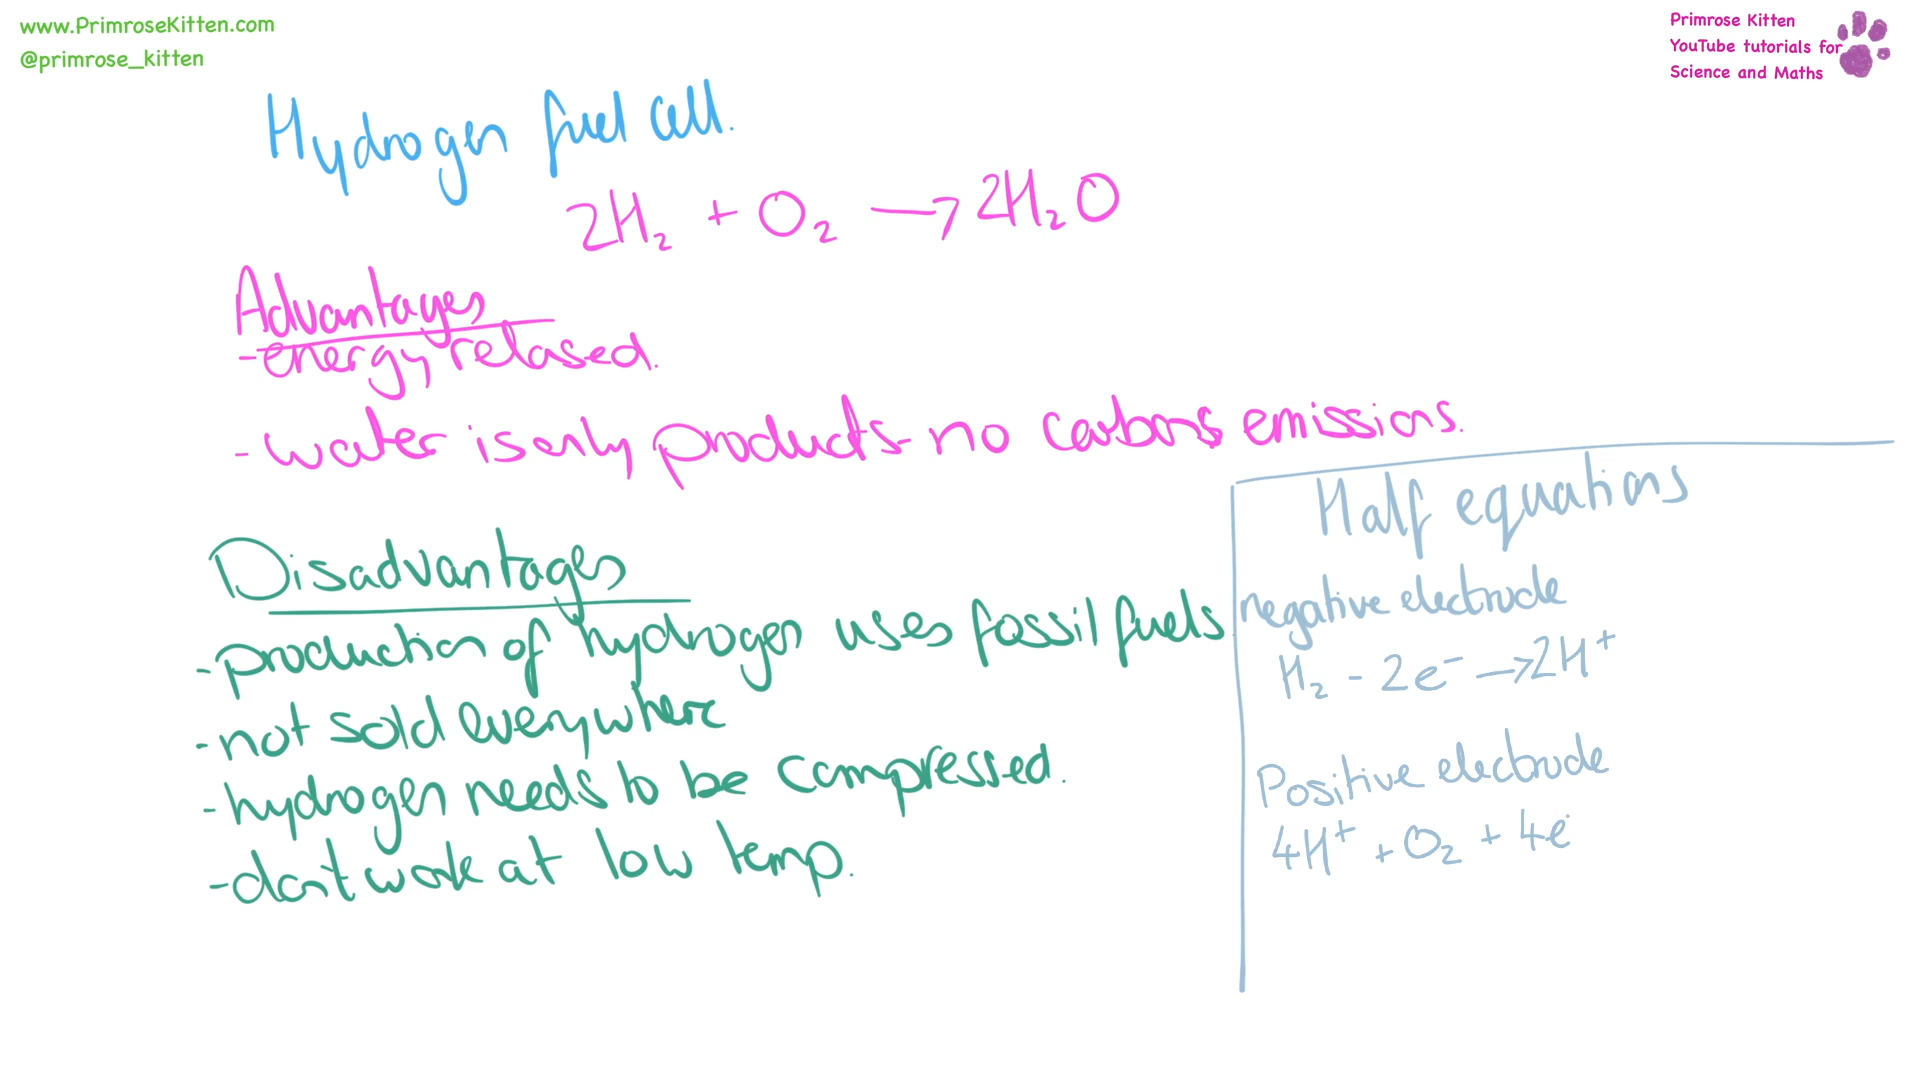 www.PrimroseKitten.com
@primrose_kitten
Primrose Kitten
YouTube tutorials for
Science and Maths
Hydrogen fuel cell.
2H₂ + O₂ → 2H₂O
Advantages
- energy relased.
- water is only products - no carbons emissions.
Disadvantages
- production of hydrogen uses fossil fuels
- not sold everywhere
- hydrogen needs to be compressed.
- don't work at low temp.
Half equations
negative electrode
H₂ - 2e⁻ → 2H⁺
Positive electrode
4H⁺ + O₂ + 4e⁻